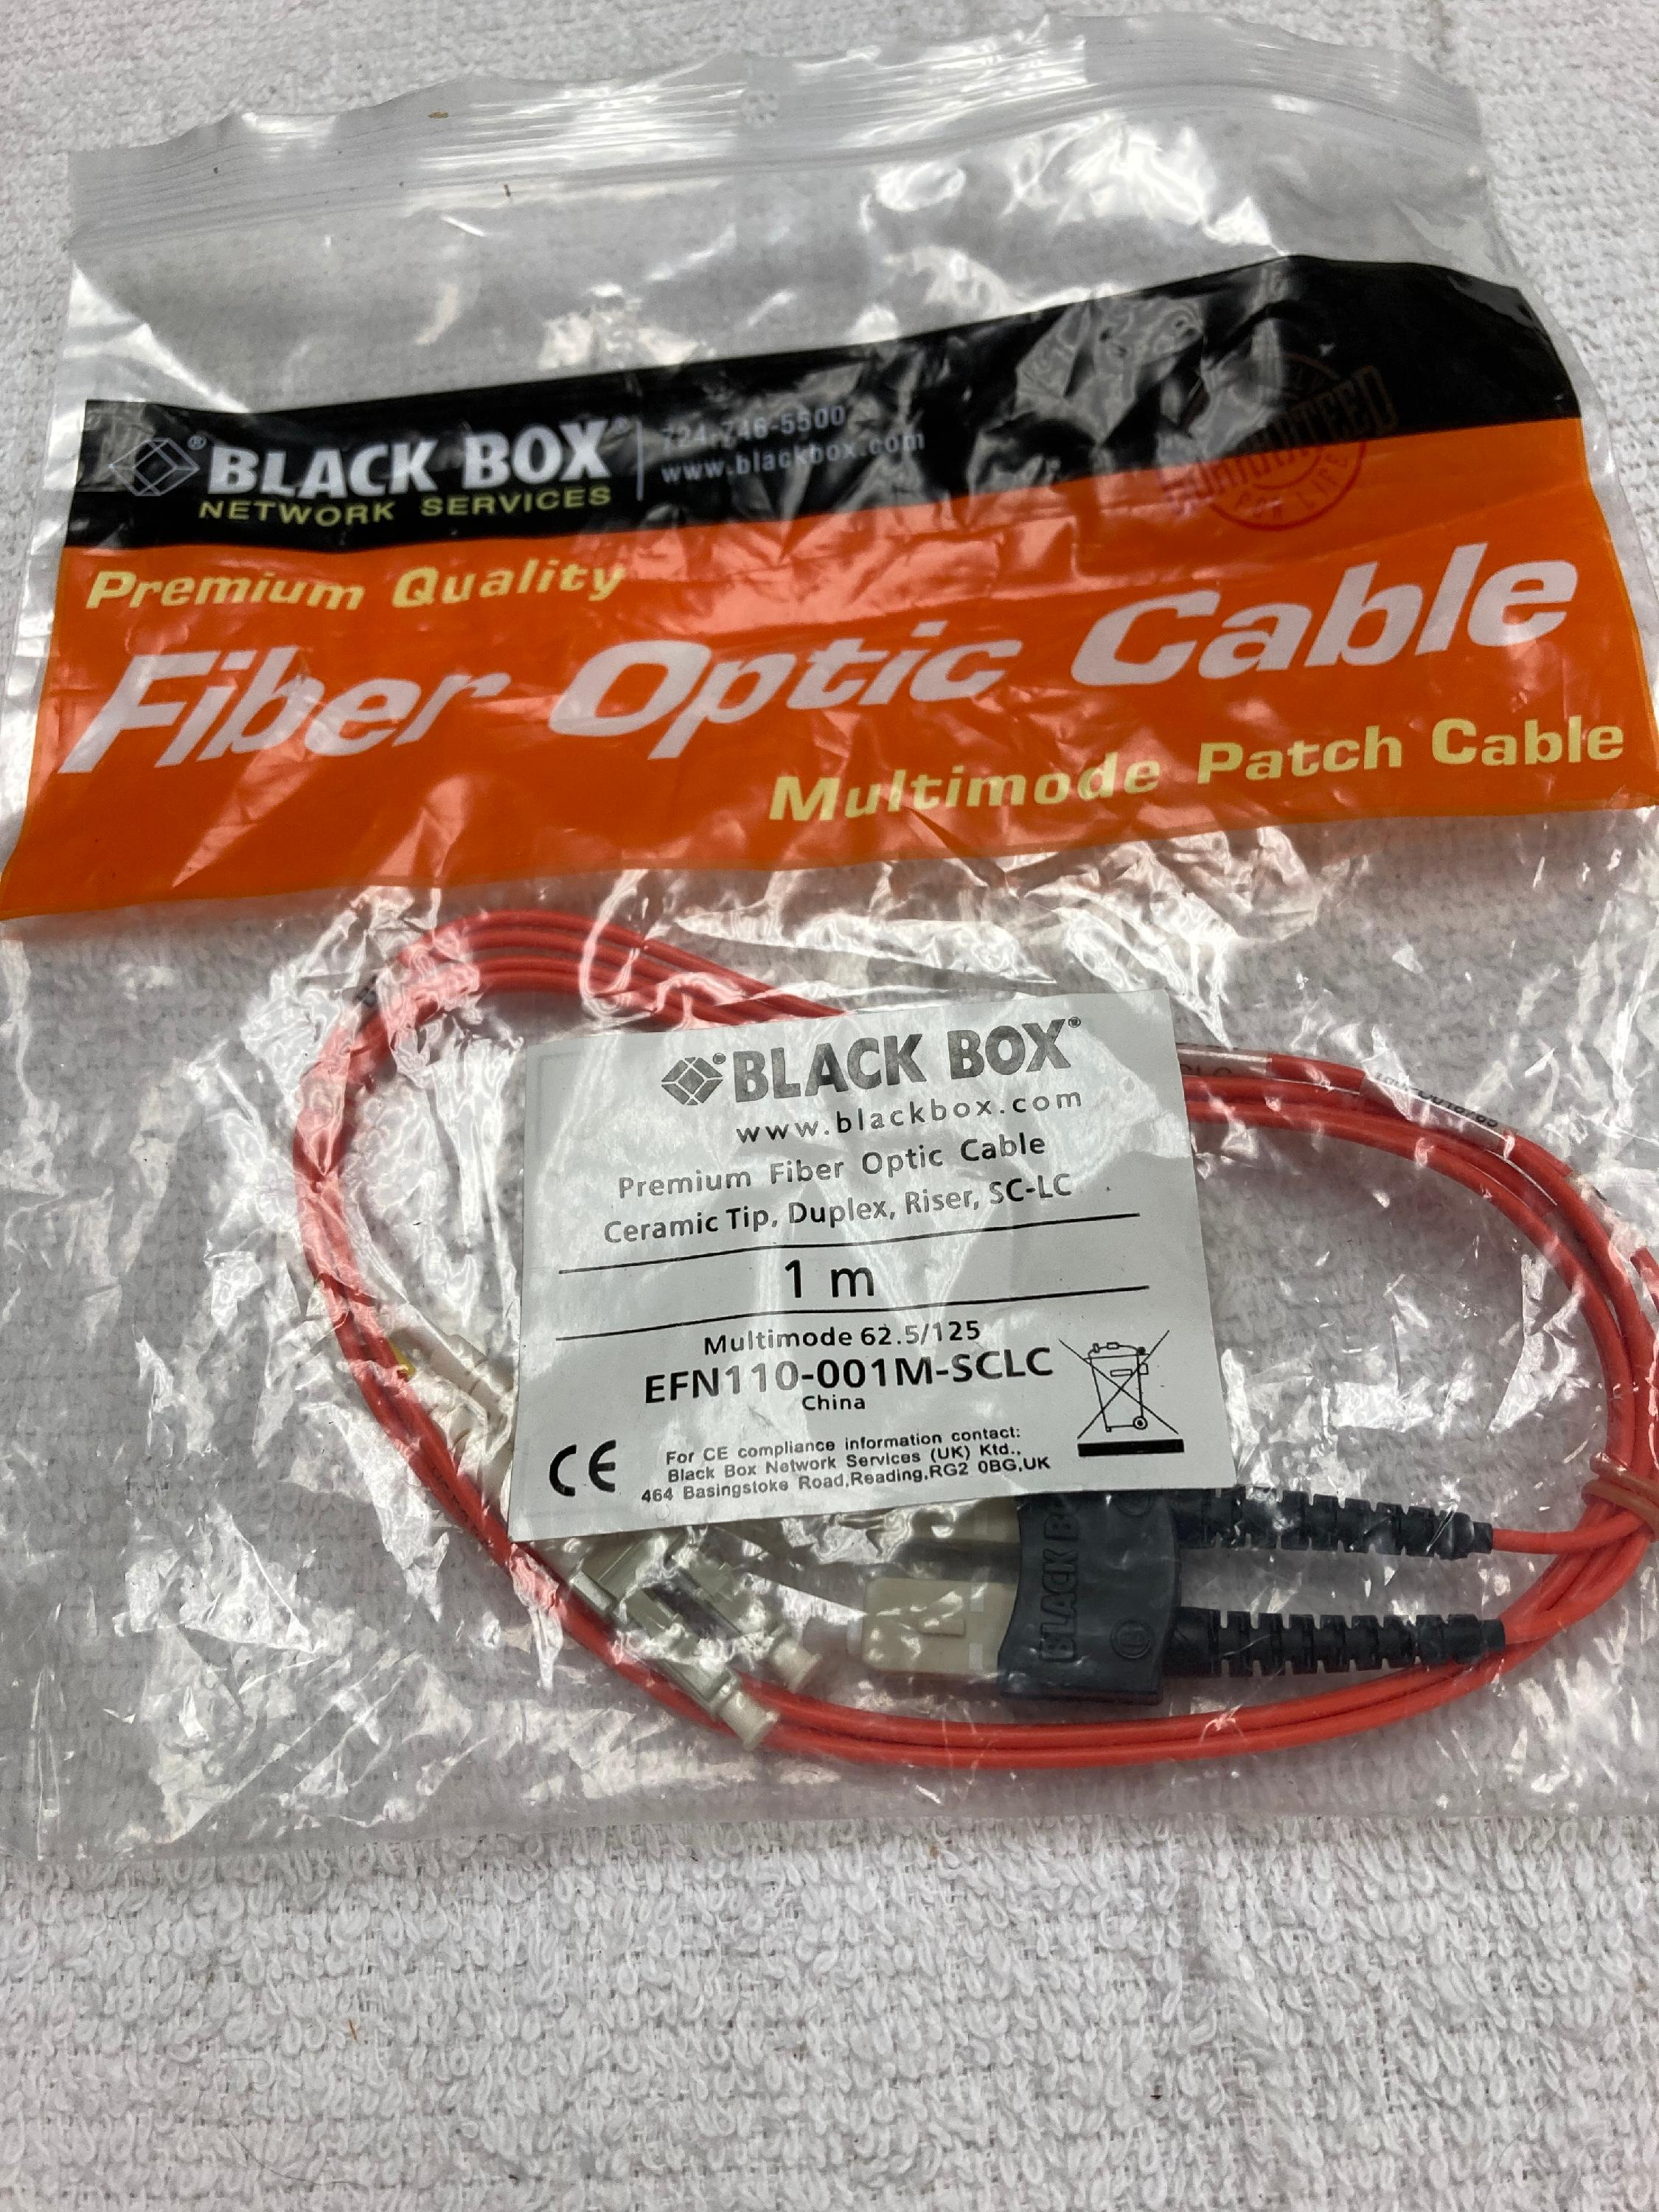 BLACK BOX®
724-746-5500
www.blackbox.com
NETWORK SERVICES
GUARANTEED
FOR LIFE
Premium Quality
Fiber Optic Cable
Multimode Patch Cable
BLACK BOX®
www.blackbox.com
Premium Fiber Optic Cable
Ceramic Tip, Duplex, Riser, SC-LC
1 m
Multimode 62.5/125
EFN110-001M-SCLC
China
CE
For CE compliance information contact:
Black Box Network Services (UK) Ktd.,
464 Basingstoke Road,Reading,RG2 0BG,UK
BLACK B